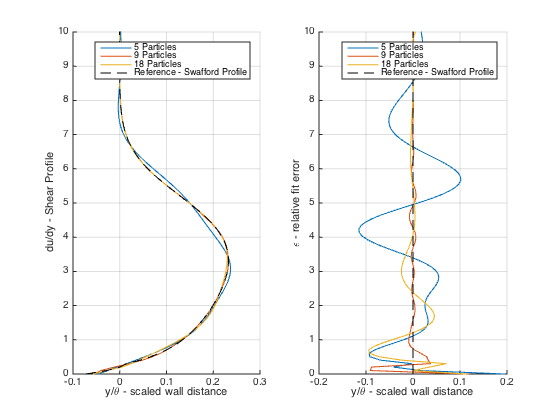 10
9
8
7
6
5
4
3
2
1
0
-0.1
0
0.1
0.2
0.3
du/dy - Shear Profile
y/θ - scaled wall distance
5 Particles
9 Particles
18 Particles
Reference - Swafford Profile
10
9
8
7
6
5
4
3
2
1
0
-0.2
-0.1
0
0.1
0.2
ϵ - relative fit error
y/θ - scaled wall distance
5 Particles
9 Particles
18 Particles
Reference - Swafford Profile